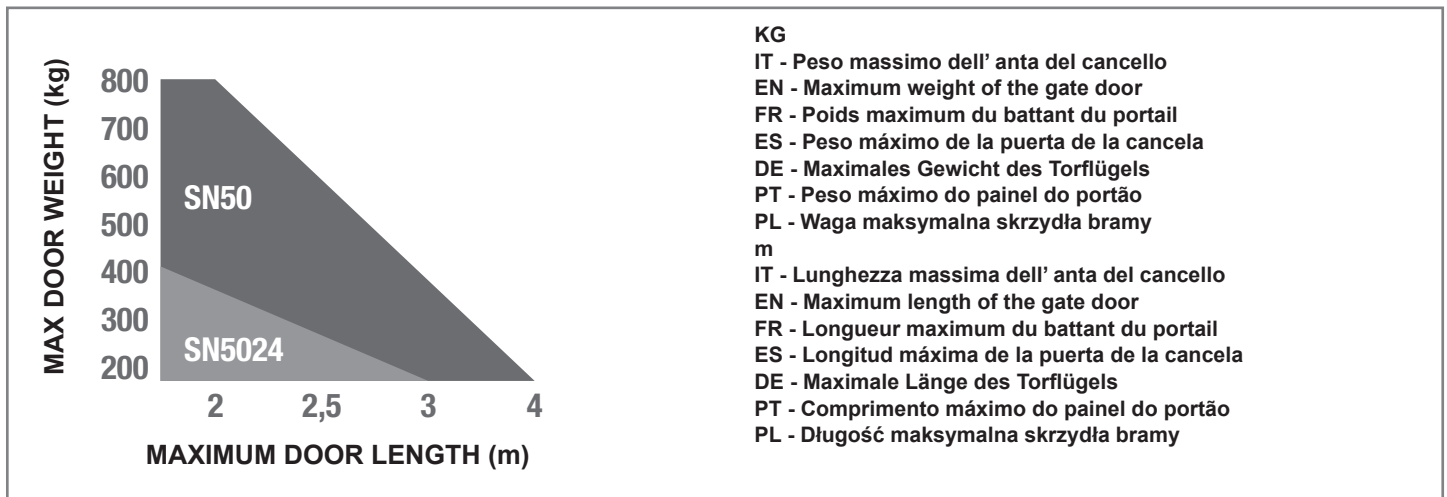 MAX DOOR WEIGHT (kg)
800
700
600
500
400
300
200
SN50
SN5024
2 2,5 3 4
MAXIMUM DOOR LENGTH (m)
KG
IT - Peso massimo dell’ anta del cancello
EN - Maximum weight of the gate door
FR - Poids maximum du battant du portail
ES - Peso máximo de la puerta de la cancela
DE - Maximales Gewicht des Torflügels
PT - Peso máximo do painel do portão
PL - Waga maksymalna skrzydła bramy
m
IT - Lunghezza massima dell’ anta del cancello
EN - Maximum length of the gate door
FR - Longueur maximum du battant du portail
ES - Longitud máxima de la puerta de la cancela
DE - Maximale Länge des Torflügels
PT - Comprimento máximo do painel do portão
PL - Długość maksymalna skrzydła bramy